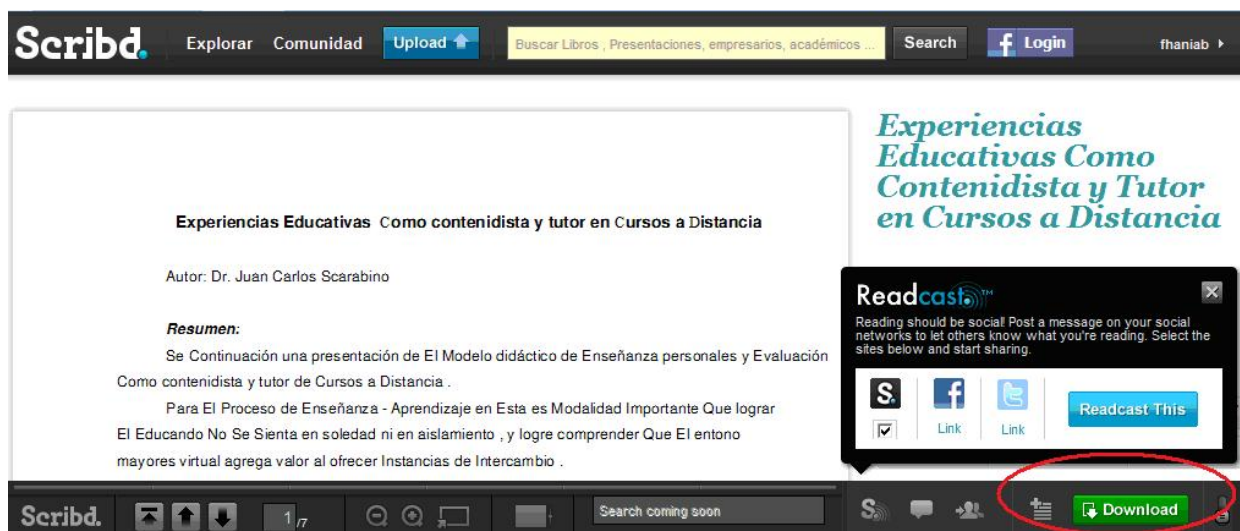 Scribd. Explorar Comunidad Upload Buscar Libros , Presentaciones, empresarios, académicos ... Search f Login fhaniab
Experiencias
Educativas Como
Contenidista y Tutor
en Cursos a Distancia
Experiencias Educativas Como contenidista y tutor en Cursos a Distancia
Autor: Dr. Juan Carlos Scarabino
Resumen:
Se Continuación una presentación de El Modelo didáctico de Enseñanza personales y Evaluación
Como contenidista y tutor de Cursos a Distancia .
Para El Proceso de Enseñanza - Aprendizaje en Esta es Modalidad Importante Que lograr
El Educando No Se Sienta en soledad ni en aislamiento , y logre comprender Que El entono
mayores virtual agrega valor al ofrecer Instancias de Intercambio .
Readcast™
Reading should be social! Post a message on your social
networks to let others know what you're reading. Select the
sites below and start sharing.
S. f
Link Link
Readcast This
Scribd. 1/7 Search coming soon S Download